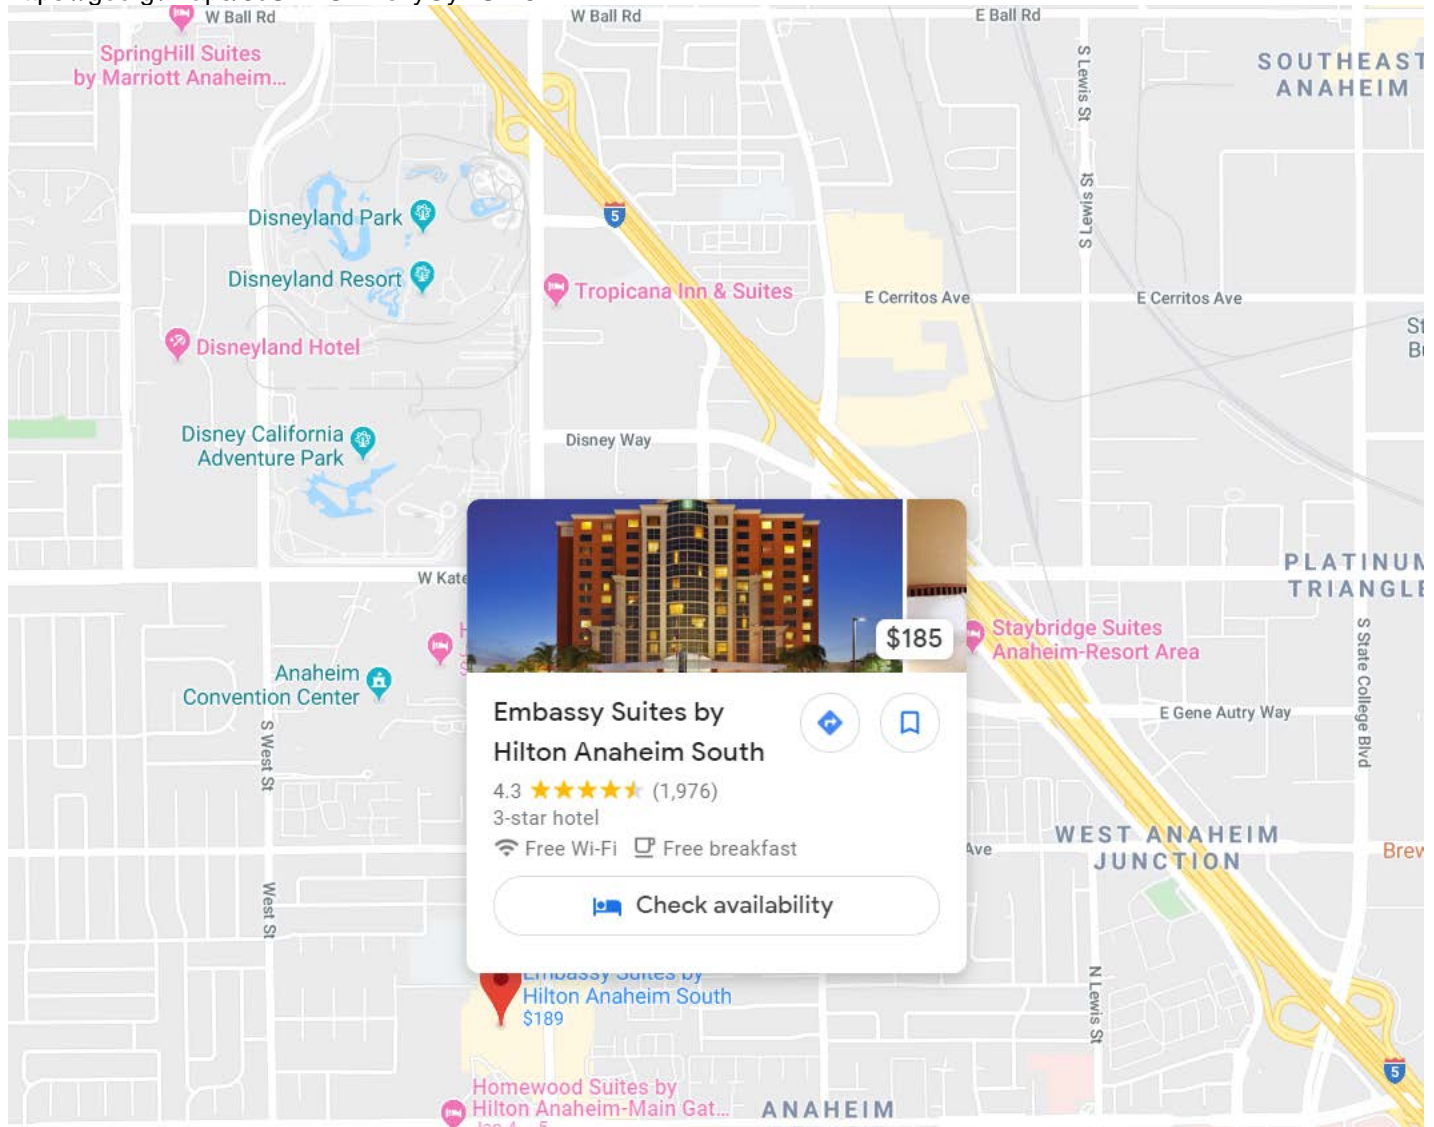 W Ball Rd
W Ball Rd
E Ball Rd
SpringHill Suites
by Marriott Anaheim...
S Lewis St
SOUTHEAST
ANAHEIM
S Lewis St
Disneyland Park
5
Disneyland Resort
Tropicana Inn & Suites
E Cerritos Ave
E Cerritos Ave
Disneyland Hotel
Disney California
Adventure Park
Disney Way
W Kate
PLATINUM
TRIANGLE
$185
Staybridge Suites
Anaheim-Resort Area
S State College Blvd
Anaheim
Convention Center
S West St
E Gene Autry Way
Embassy Suites by
Hilton Anaheim South
4.3 (1,976)
3-star hotel
Free Wi-Fi Free breakfast
Check availability
Ave
WEST ANAHEIM
JUNCTION
Brew
West St
Embassy Suites by
Hilton Anaheim South
$189
N Lewis St
5
Homewood Suites by
Hilton Anaheim-Main Gat...
ANAHEIM